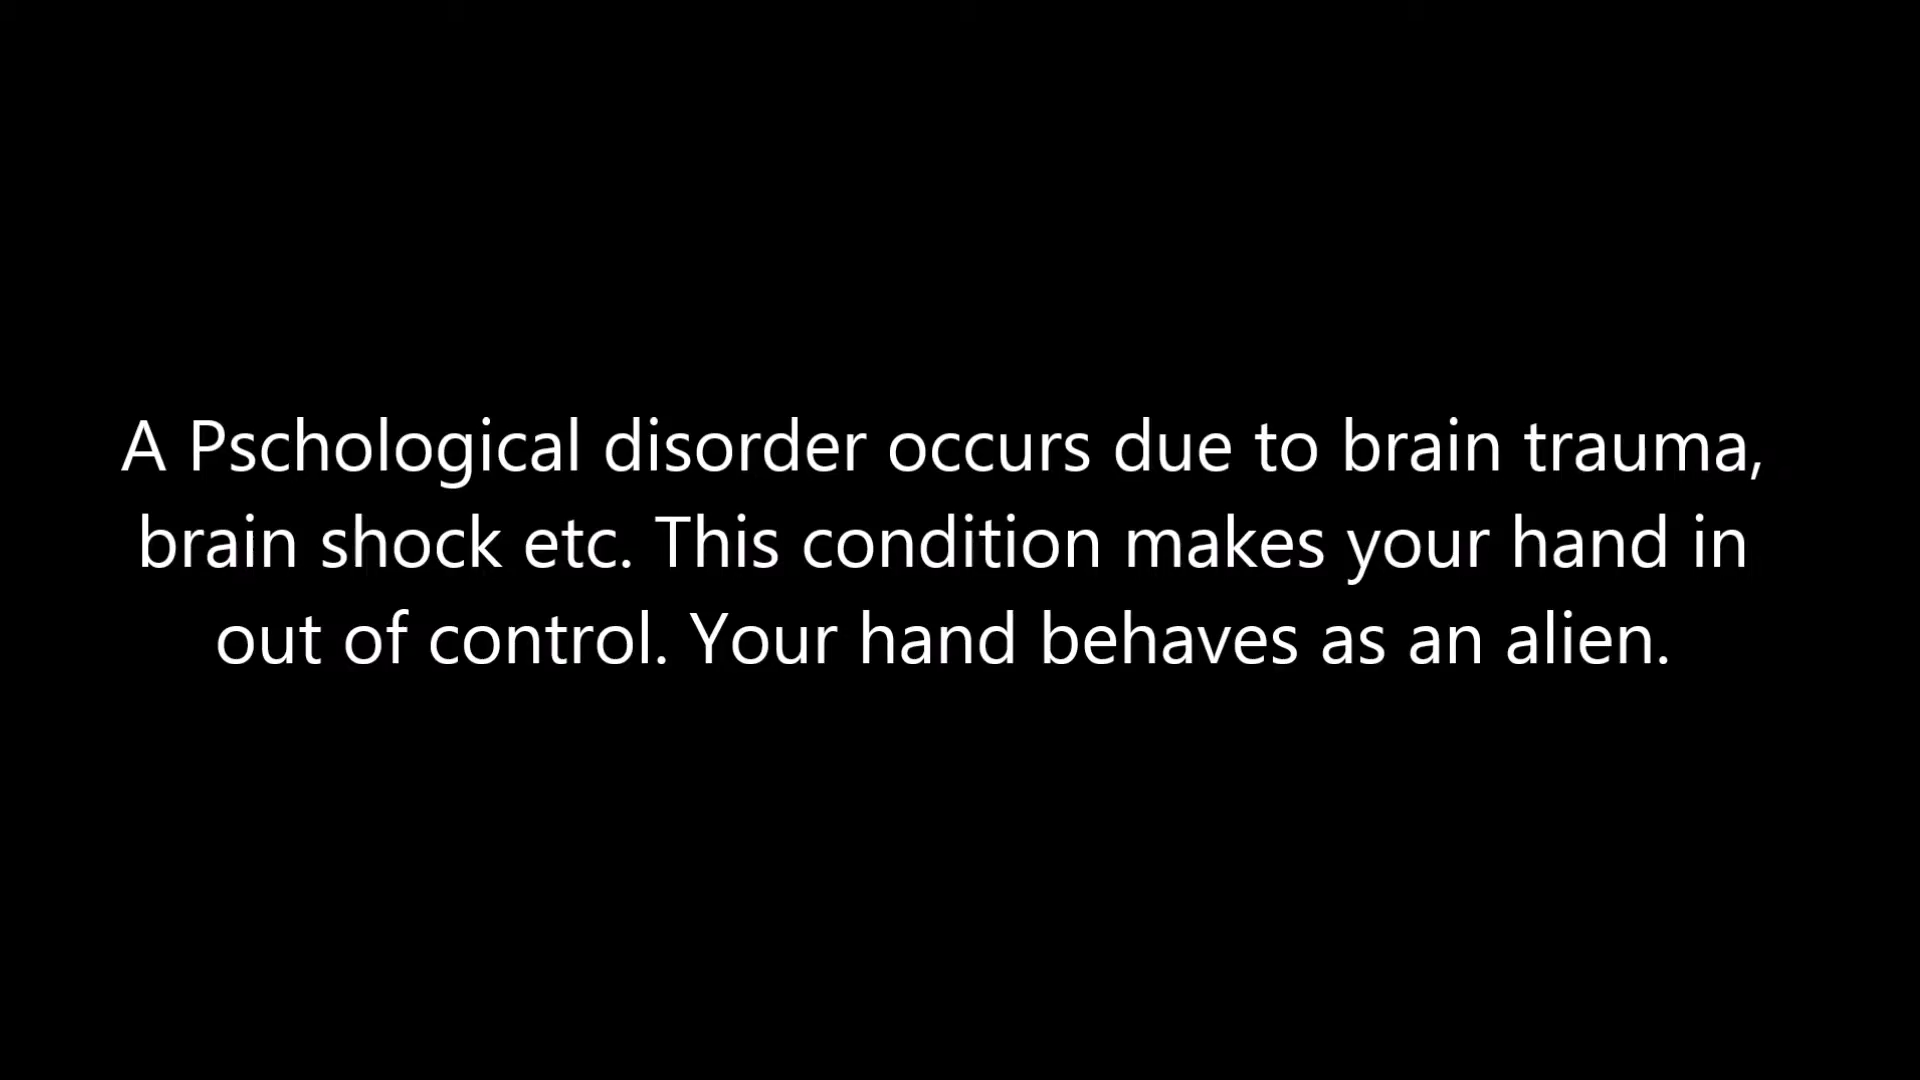 A Pschological disorder occurs due to brain trauma,
brain shock etc. This condition makes your hand in
out of control. Your hand behaves as an alien.